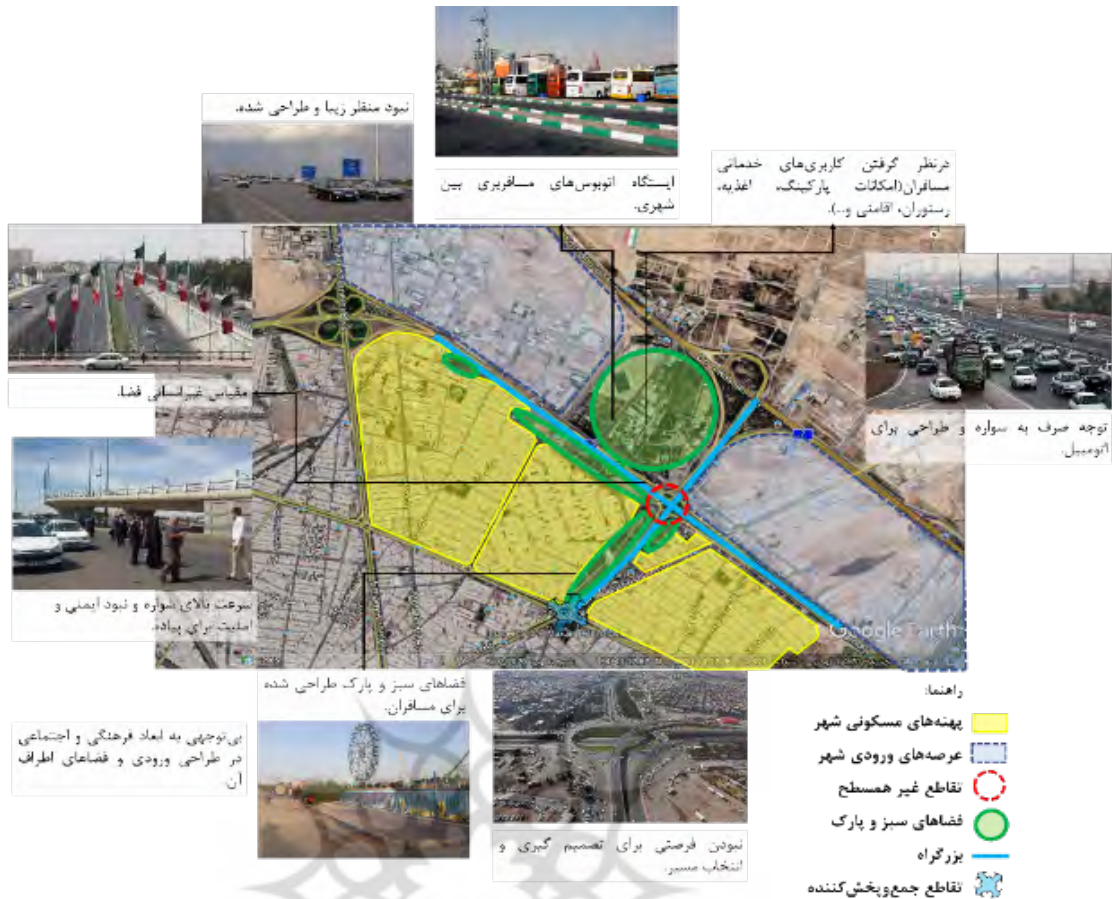 نبود منظر زیبا و طراحی شده.
ایستگاه اتوبوس‌های مسافربری بین
شهری.
درنظر گرفتن کاربری‌های خدماتی
مسافران(امکانات پارکینگ، اغذیه،
رستوران، اقامتی و..).
مقیاس غیرانسانی فضا.
توجه صرف به سواره و طراحی برای
اتومبیل.
سرعت بالای سواره و نبود ایمنی و
امنیت برای پیاده.
Google Earth
فضاهای سبز و پارک طراحی شده
برای مسافران.
بی‌توجهی به ابعاد فرهنگی و اجتماعی
در طراحی ورودی و فضاهای اطراف
آن.
نبودن فرصتی برای تصمیم گیری و
انتخاب مسیر.
راهنما:
پهنه‌های مسکونی شهر
عرصه‌های ورودی شهر
تقاطع غیر همسطح
فضاهای سبز و پارک
بزرگراه
تقاطع جمع‌وپخش‌کننده